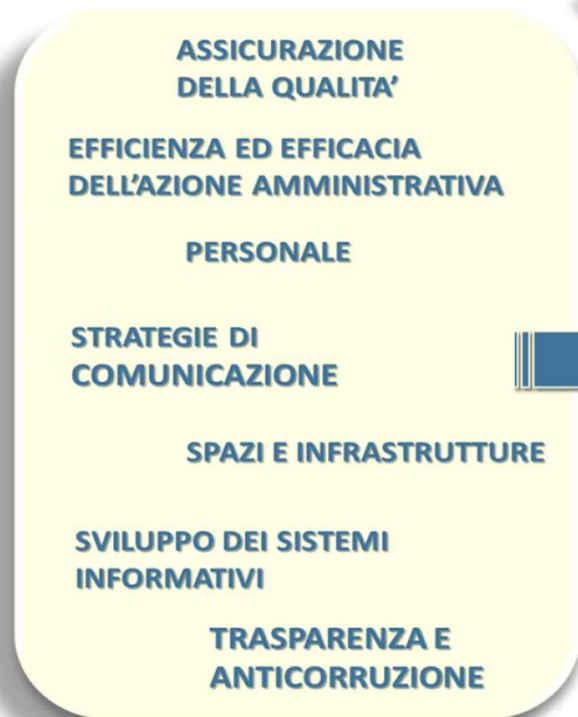 ASSICURAZIONE
DELLA QUALITA’
EFFICIENZA ED EFFICACIA
DELL’AZIONE AMMINISTRATIVA
PERSONALE
STRATEGIE DI
COMUNICAZIONE
SPAZI E INFRASTRUTTURE
SVILUPPO DEI SISTEMI
INFORMATIVI
TRASPARENZA E
ANTICORRUZIONE